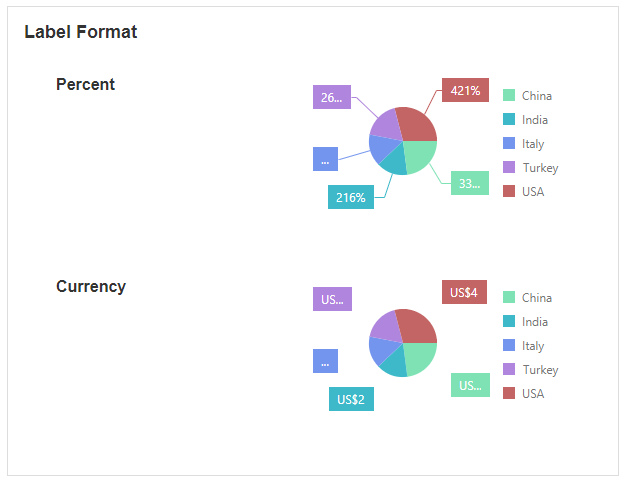 Label Format
Percent
26...
421%
...
216%
33...
China
India
Italy
Turkey
USA
Currency
US...
US$4
...
US$2
US...
China
India
Italy
Turkey
USA